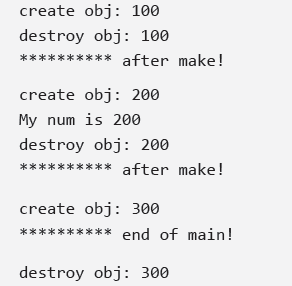 create obj: 100
destroy obj: 100
********** after make!
create obj: 200
My num is 200
destroy obj: 200
********** after make!
create obj: 300
********** end of main!
destroy obj: 300